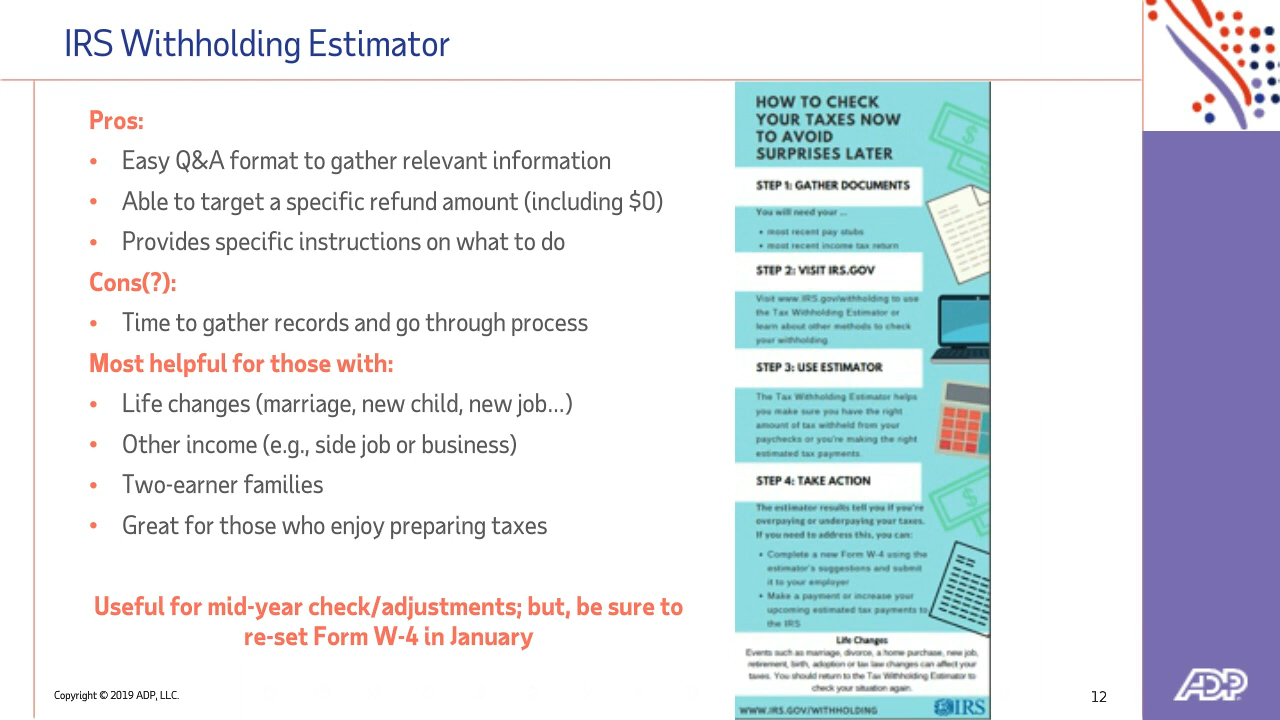 IRS Withholding Estimator
Pros:
• Easy Q&A format to gather relevant information
• Able to target a specific refund amount (including $0)
• Provides specific instructions on what to do
Cons(?):
• Time to gather records and go through process
Most helpful for those with:
• Life changes (marriage, new child, new job...)
• Other income (e.g., side job or business)
• Two-earner families
• Great for those who enjoy preparing taxes
Useful for mid-year check/adjustments; but, be sure to
re-set Form W-4 in January
HOW TO CHECK
YOUR TAXES NOW
TO AVOID
SURPRISES LATER
STEP 1: GATHER DOCUMENTS
You will need your ...
• most recent pay stubs
• most recent income tax return
STEP 2: VISIT IRS.GOV
Visit www.IRS.gov/withholding to use
the Tax Withholding Estimator or
learn about other methods to check
your withholding.
STEP 3: USE ESTIMATOR
The Tax Withholding Estimator helps
you make sure you have the right
amount of tax withheld from your
paychecks or you're making the right
estimated tax payments.
STEP 4: TAKE ACTION
The estimator results tell you if you're
overpaying or underpaying your taxes.
If you need to address this, you can:
• Complete a new Form W-4 using the
estimator's suggestions and submit
it to your employer
• Make a payment or increase your
upcoming estimated tax payments to
the IRS
Life Changes
Events such as marriage, divorce, a home purchase, new job,
retirement, birth, adoption or tax law changes can affect your
taxes. You should return to the Tax Withholding Estimator to
check your situation again.
WWW.IRS.GOV/WITHHOLDING
IRS
Copyright © 2019 ADP, LLC.
12
ADP